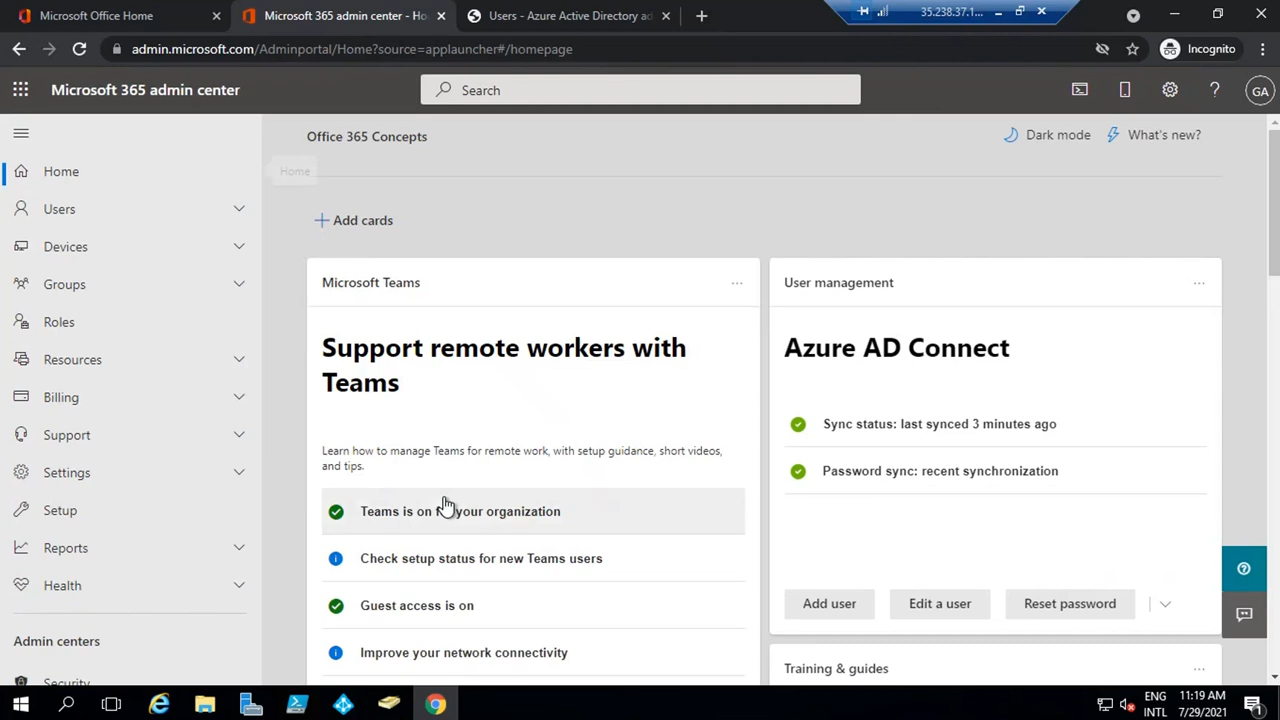 Microsoft Office Home
Microsoft 365 admin center - Ho
Users - Azure Active Directory ad
35.238.37.1...
admin.microsoft.com/Adminportal/Home?source=applauncher#/homepage
Incognito
Microsoft 365 admin center
Search
GA
Office 365 Concepts
Dark mode
What's new?
Home
Home
Users
Devices
Groups
Roles
Resources
Billing
Support
Settings
Setup
Reports
Health
Admin centers
Security
Add cards
Microsoft Teams
Support remote workers with
Teams
Learn how to manage Teams for remote work, with setup guidance, short videos,
and tips.
Teams is on for your organization
Check setup status for new Teams users
Guest access is on
Improve your network connectivity
User management
Azure AD Connect
Sync status: last synced 3 minutes ago
Password sync: recent synchronization
Add user
Edit a user
Reset password
Training & guides
ENG
INTL
11:19 AM
7/29/2021
1